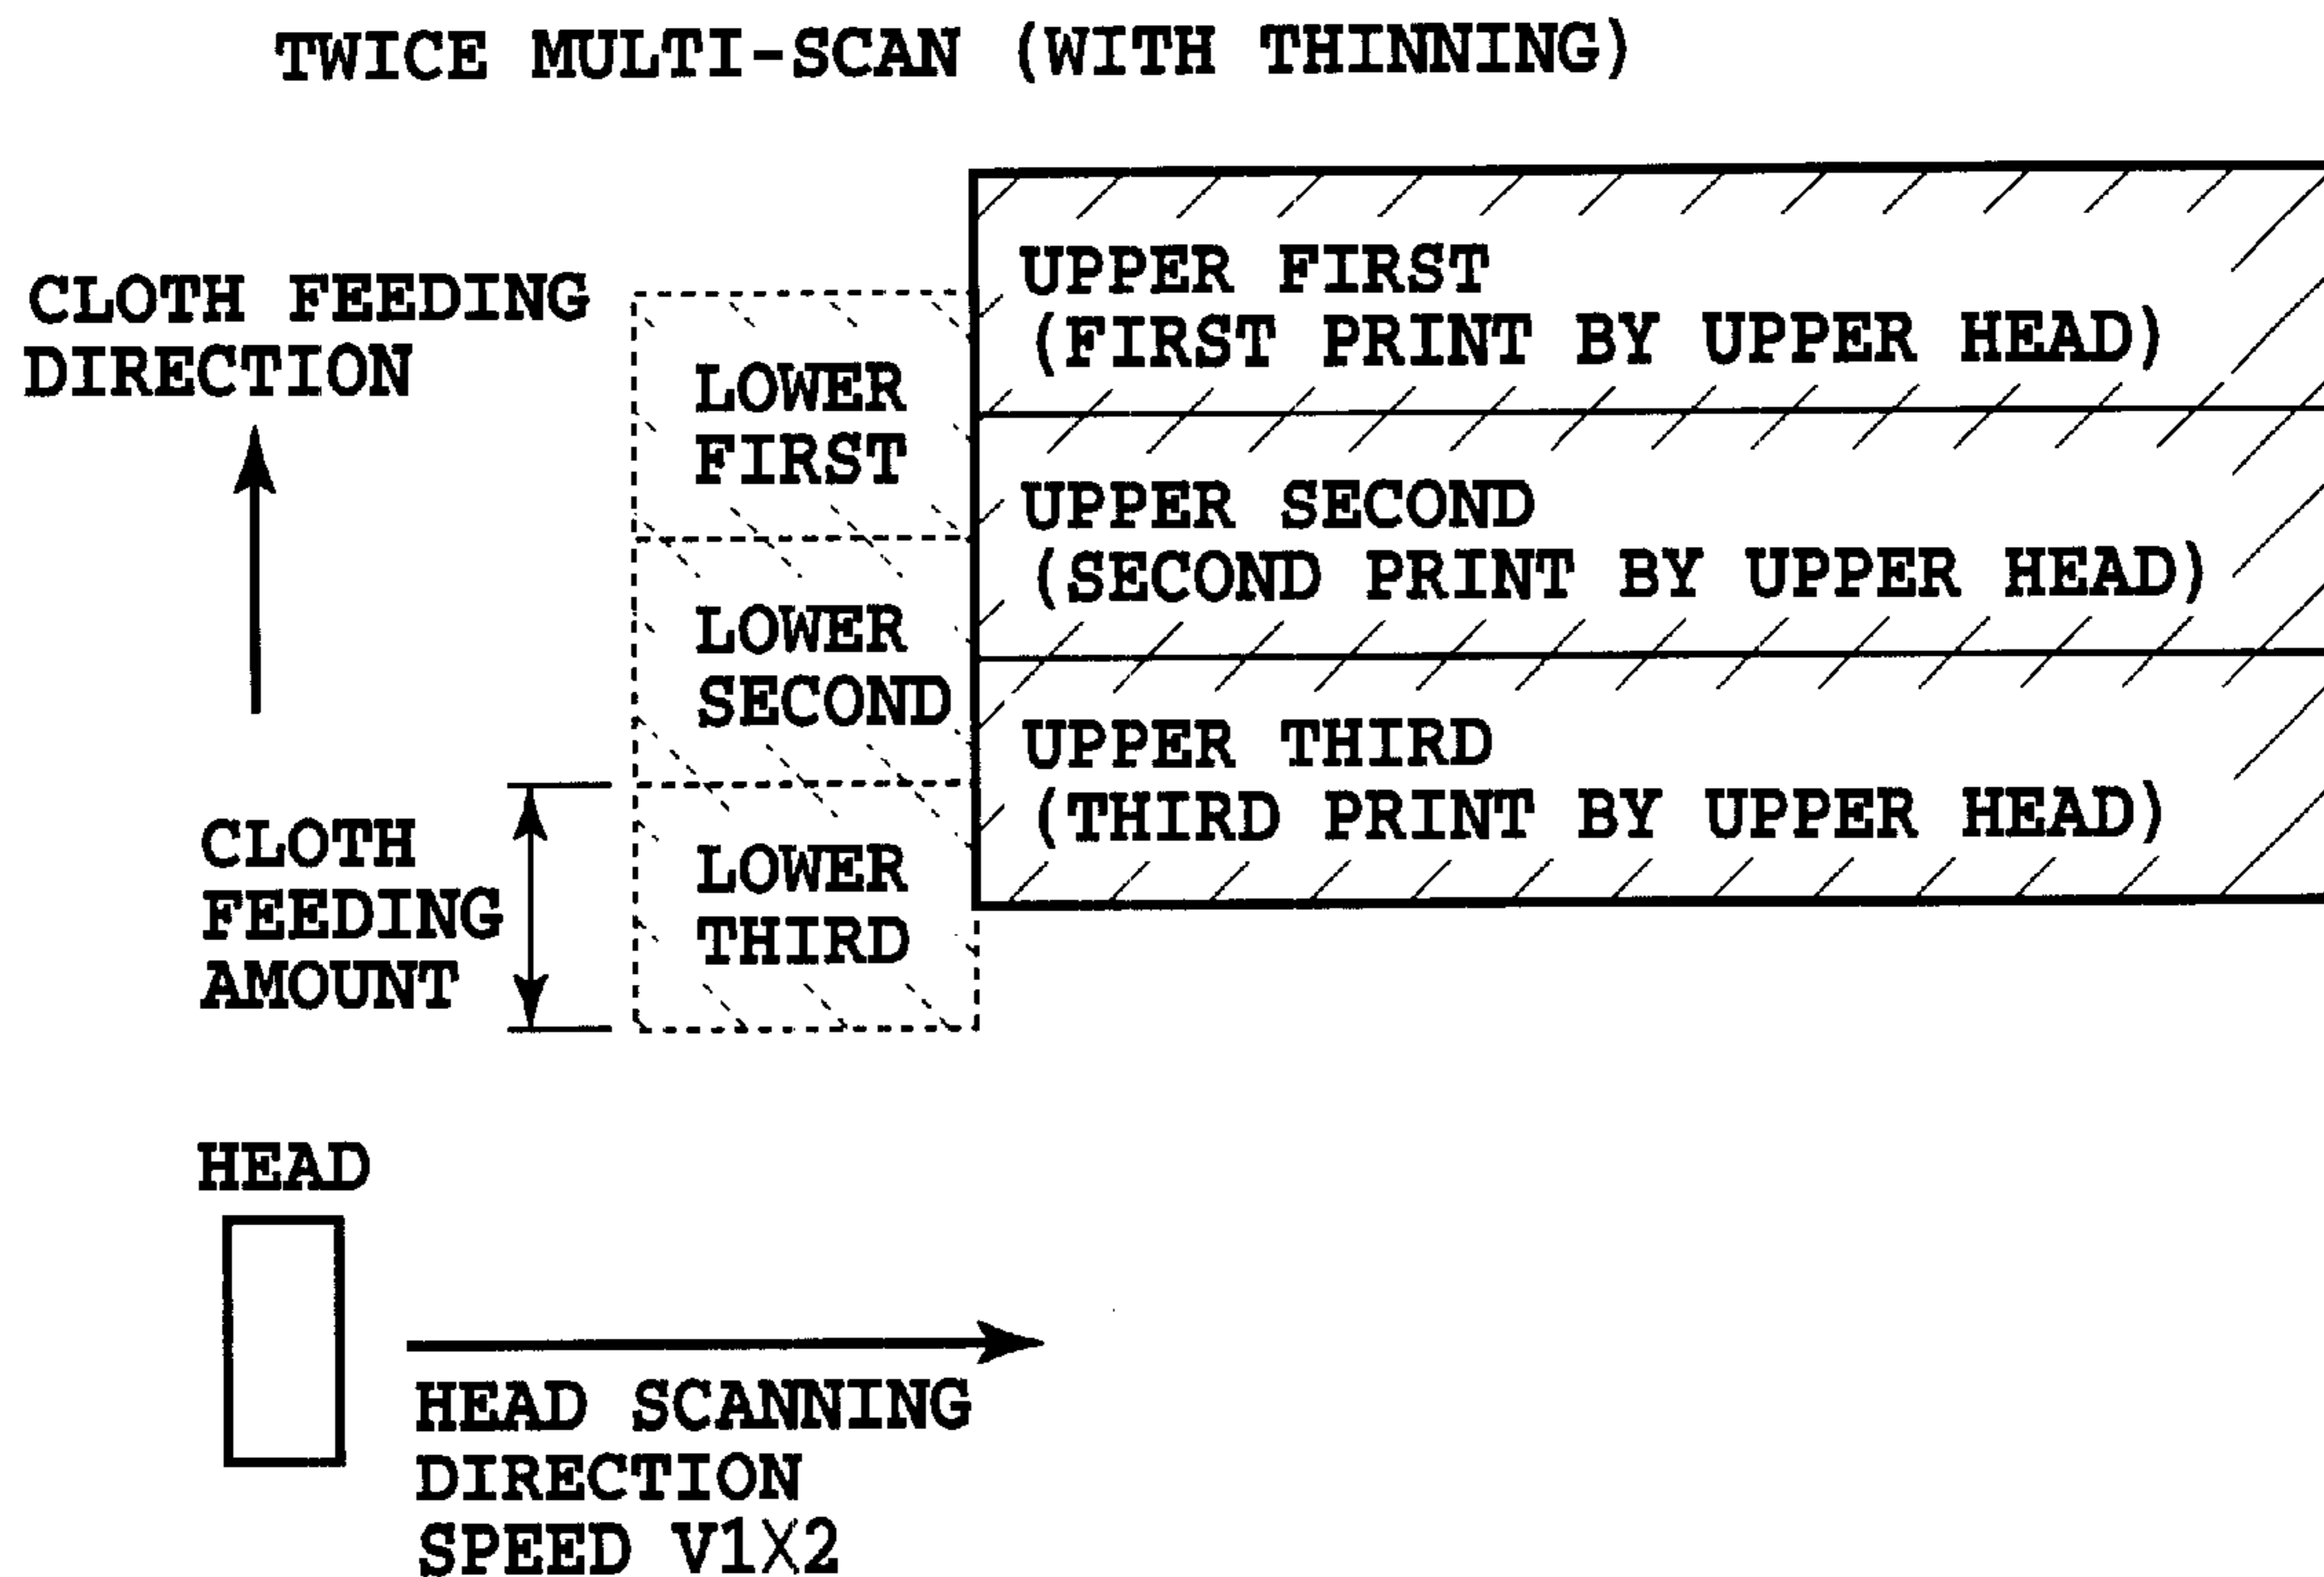 TWICE MULTI-SCAN (WITH THINNING)
CLOTH FEEDING
DIRECTION
LOWER
FIRST
LOWER
SECOND
LOWER
THIRD
UPPER FIRST
(FIRST PRINT BY UPPER HEAD)
UPPER SECOND
(SECOND PRINT BY UPPER HEAD)
UPPER THIRD
(THIRD PRINT BY UPPER HEAD)
CLOTH
FEEDING
AMOUNT
HEAD
HEAD SCANNING
DIRECTION
SPEED V1X2